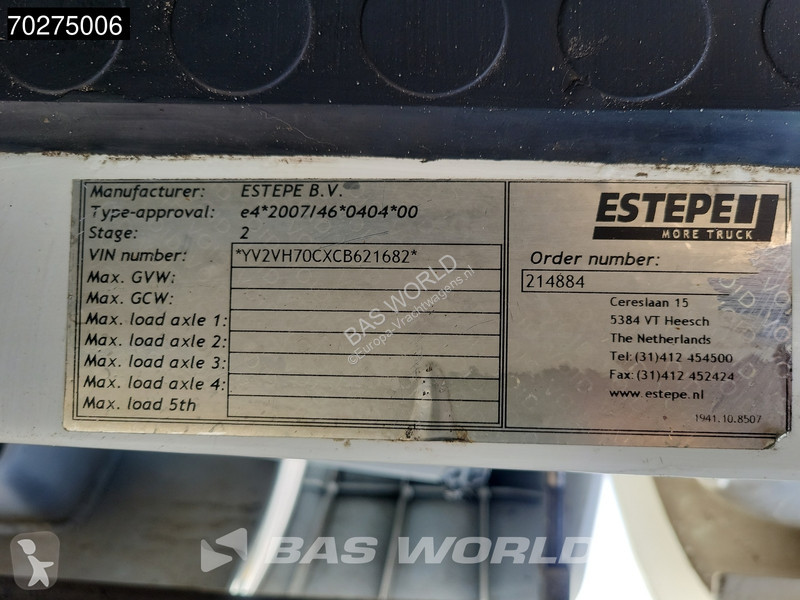 70275006
Manufacturer: ESTEPE B.V.
Type-approval: e4*2007/46*0404*00
Stage: 2
VIN number: *YV2VH70CXCB621682*
Max. GVW:
Max. GCW:
Max. load axle 1:
Max. load axle 2:
Max. load axle 3:
Max. load axle 4:
Max. load 5th
ESTEPE
MORE TRUCK
Order number:
214884
Cereslaan 15
5384 VT Heesch
The Netherlands
Tel: (31)412 454500
Fax: (31)412 452424
www.estepe.nl
1941.10.8507
BAS WORLD
©Europe.Vrachtwagens.nl
BAS WORLD